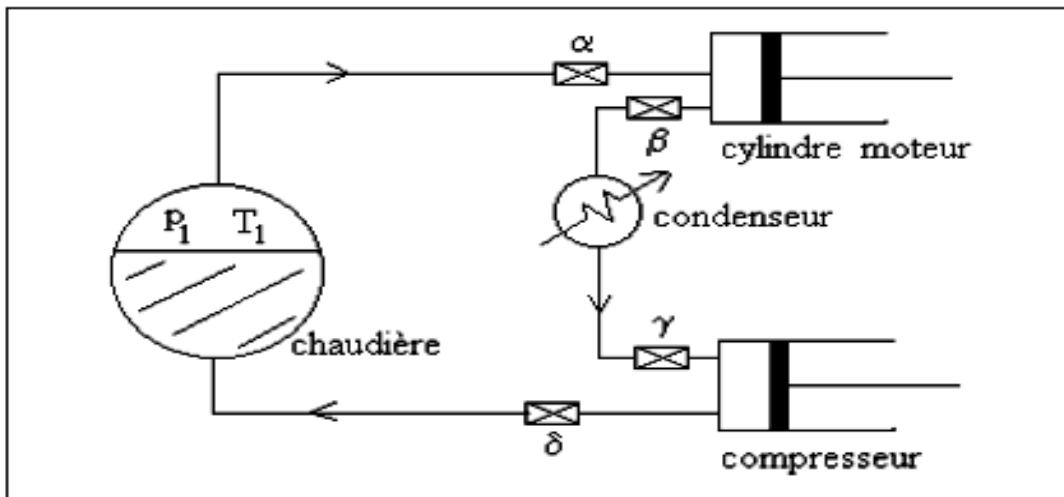 α
β
cylindre moteur
p₁ T₁
condenseur
γ
chaudière
δ
compresseur